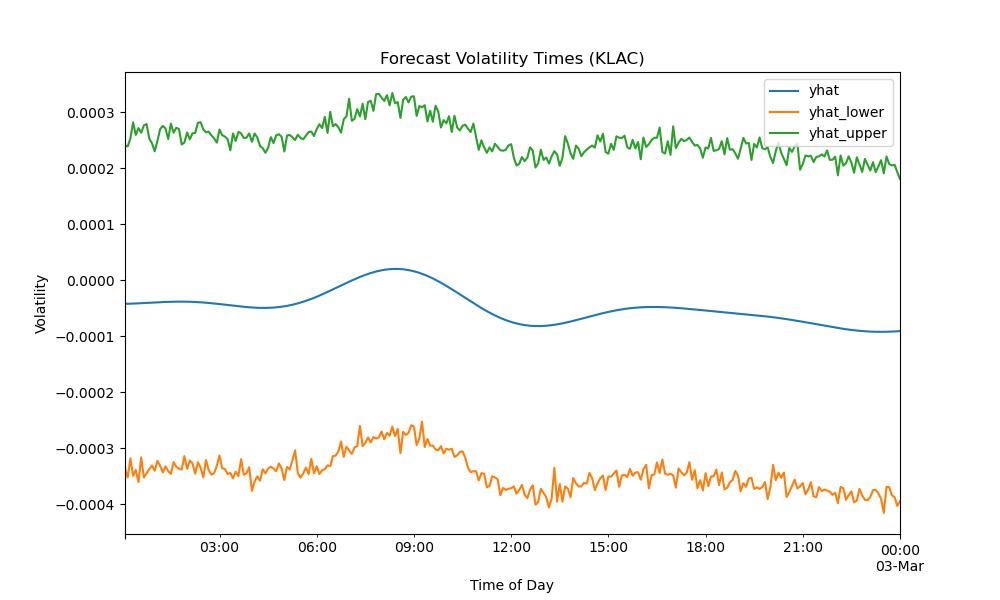 Forecast Volatility Times (KLAC)
yhat
yhat_lower
yhat_upper
0.0003
0.0002
0.0001
0.0000
−0.0001
−0.0002
−0.0003
−0.0004
Volatility
03:00 06:00 09:00 12:00 15:00 18:00 21:00 00:00
03-Mar
Time of Day